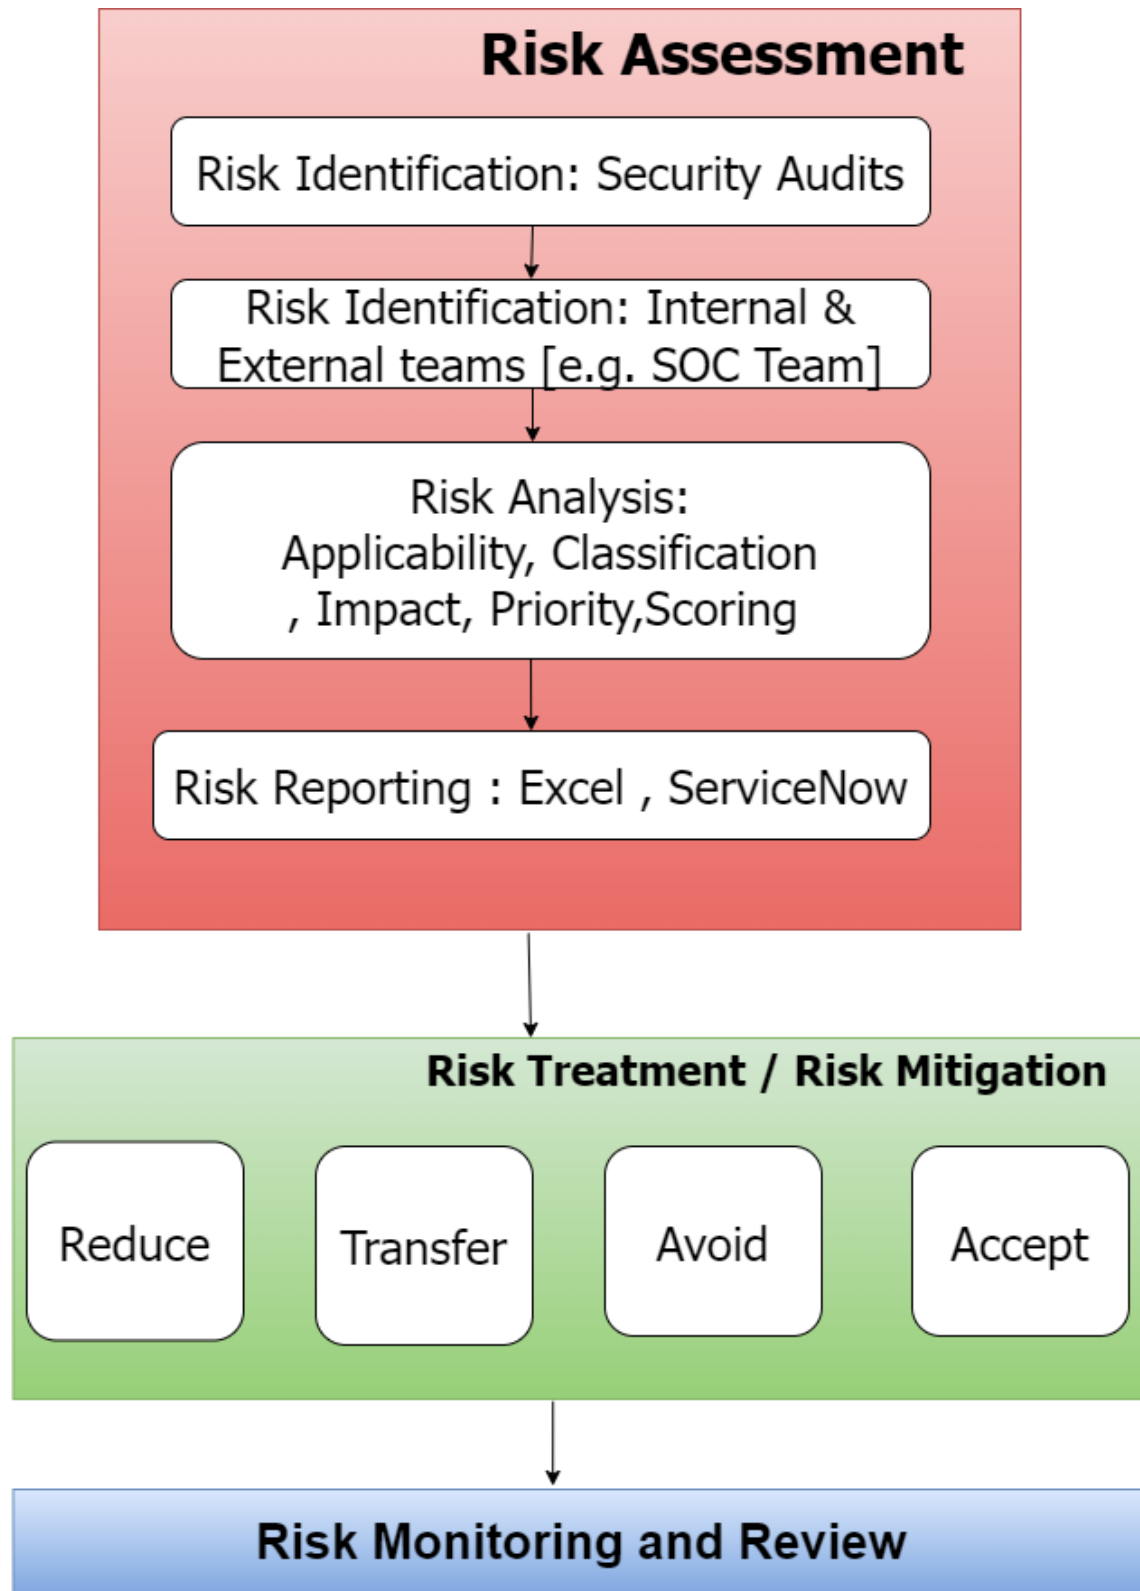 Risk Assessment
Risk Identification: Security Audits
Risk Identification: Internal &
External teams [e.g. SOC Team]
Risk Analysis:
Applicability, Classification
, Impact, Priority,Scoring
Risk Reporting : Excel , ServiceNow
Risk Treatment / Risk Mitigation
Reduce
Transfer
Avoid
Accept
Risk Monitoring and Review